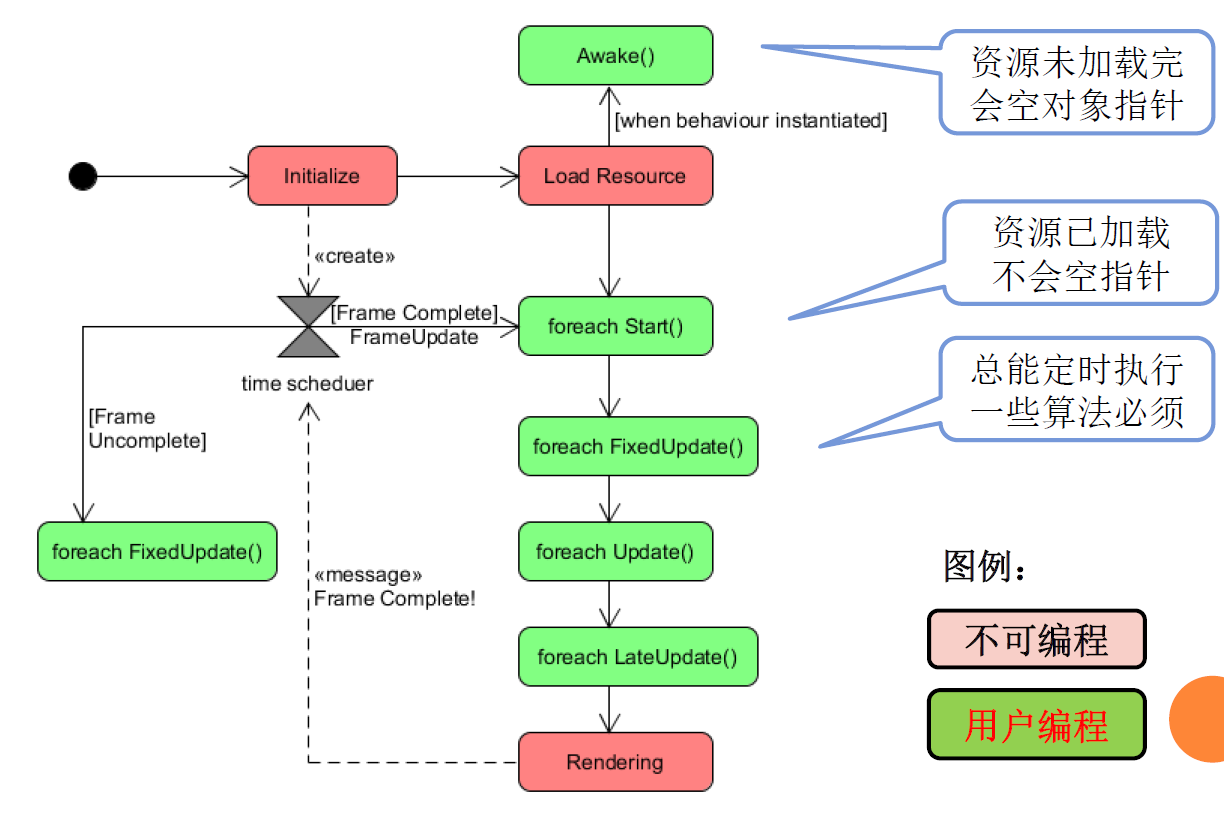 Awake()
资源未加载完
会空对象指针
[when behaviour instantiated]
Initialize
Load Resource
«create»
资源已加载
不会空指针
[Frame Complete]
FrameUpdate
foreach Start()
time scheduer
总能定时执行
一些算法必须
[Frame
Uncomplete]
foreach FixedUpdate()
foreach FixedUpdate()
foreach Update()
«message»
Frame Complete!
图例：
不可编程
foreach LateUpdate()
用户编程
Rendering